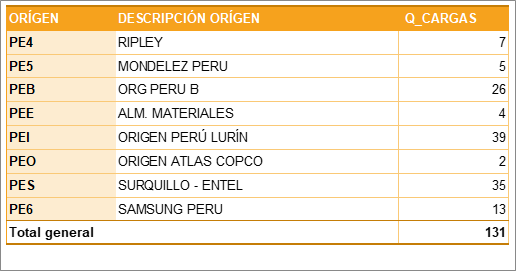 ORÍGEN DESCRIPCIÓN ORÍGEN Q_CARGAS
PE4 RIPLEY 7
PE5 MONDELEZ PERU 5
PEB ORG PERU B 26
PEE ALM. MATERIALES 4
PEI ORIGEN PERÚ LURÍN 39
PEO ORIGEN ATLAS COPCO 2
PES SURQUILLO - ENTEL 35
PE6 SAMSUNG PERU 13
Total general 131